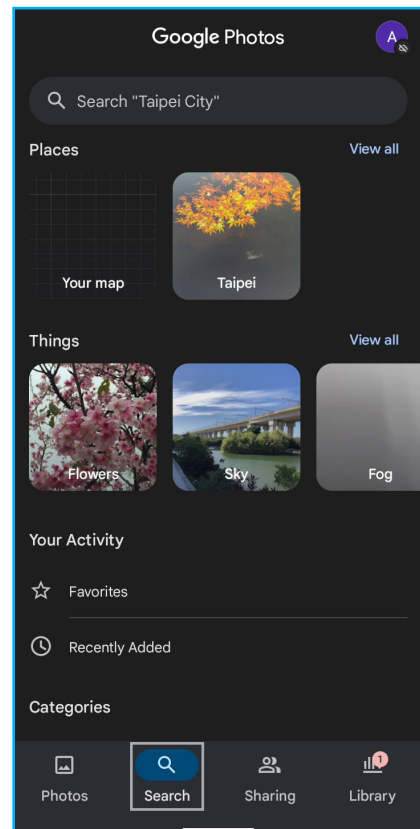 Google Photos
A
Search "Taipei City"
Places
View all
Your map
Taipei
Things
View all
Flowers
Sky
Fog
Your Activity
Favorites
Recently Added
Categories
1
Photos
Search
Sharing
Library